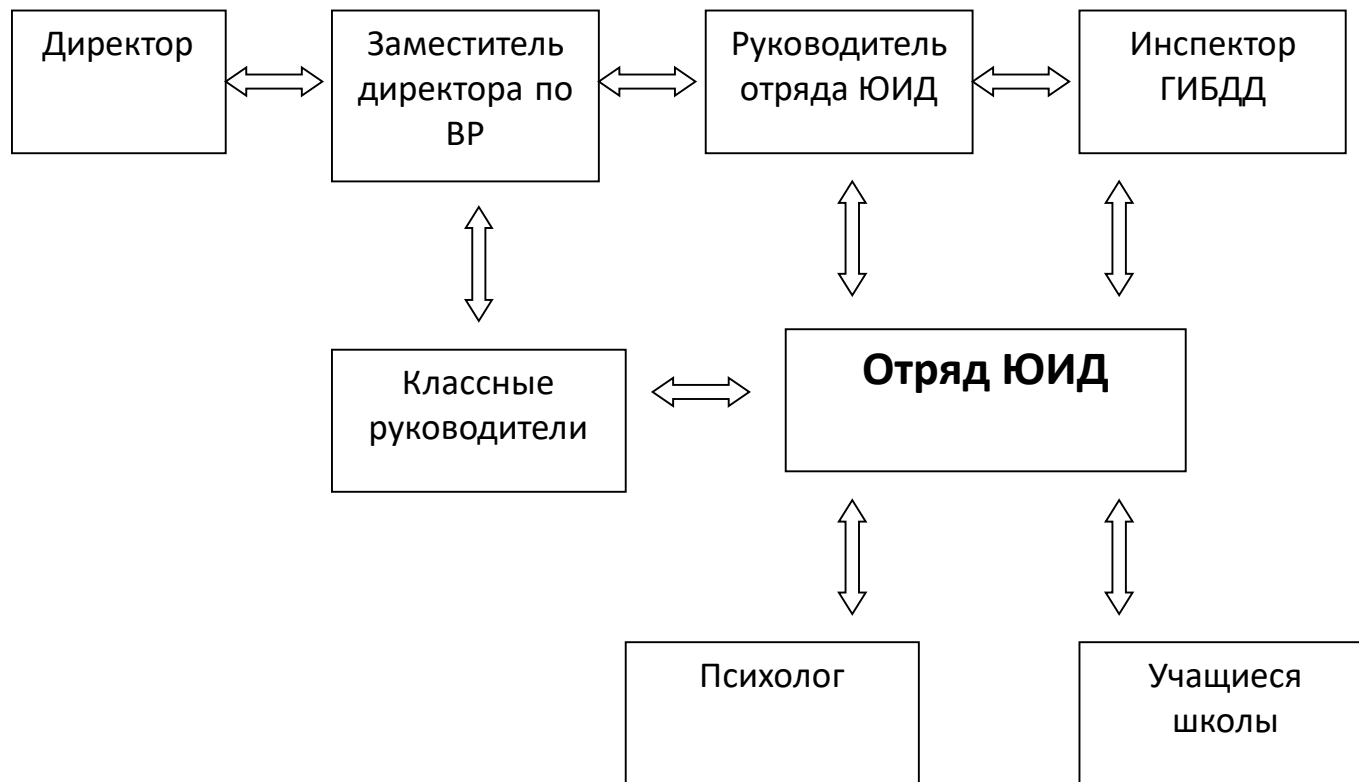 Директор
Заместитель
директора по
ВР
Руководитель
отряда ЮИД
Инспектор
ГИБДД
Классные
руководители
Отряд ЮИД
Психолог
Учащиеся
школы